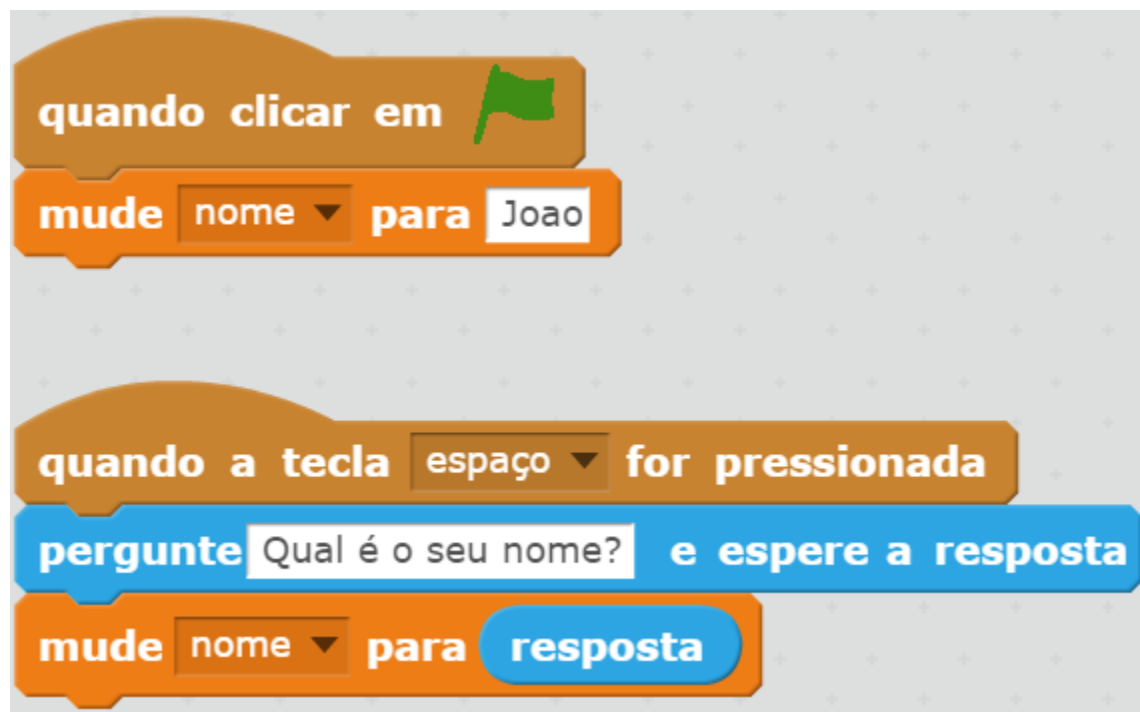 quando clicar em
mude nome para Joao
quando a tecla espaço for pressionada
pergunte Qual é o seu nome? e espere a resposta
mude nome para resposta